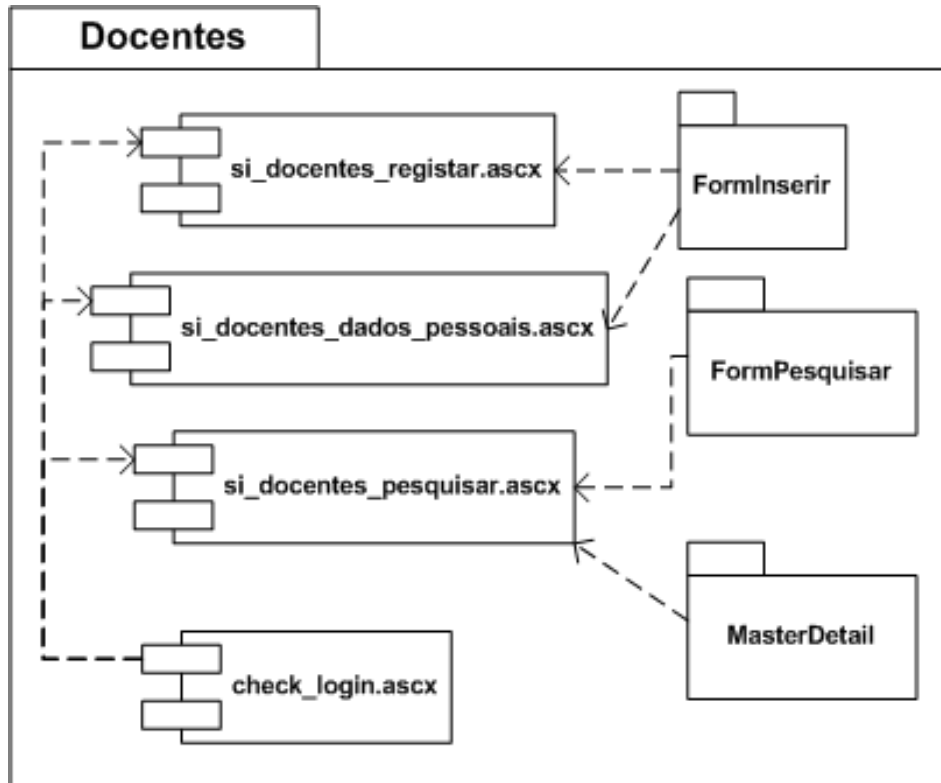 Docentes
si_docentes_registar.ascx
FormInserir
si_docentes_dados_pessoais.ascx
FormPesquisar
si_docentes_pesquisar.ascx
MasterDetail
check_login.ascx